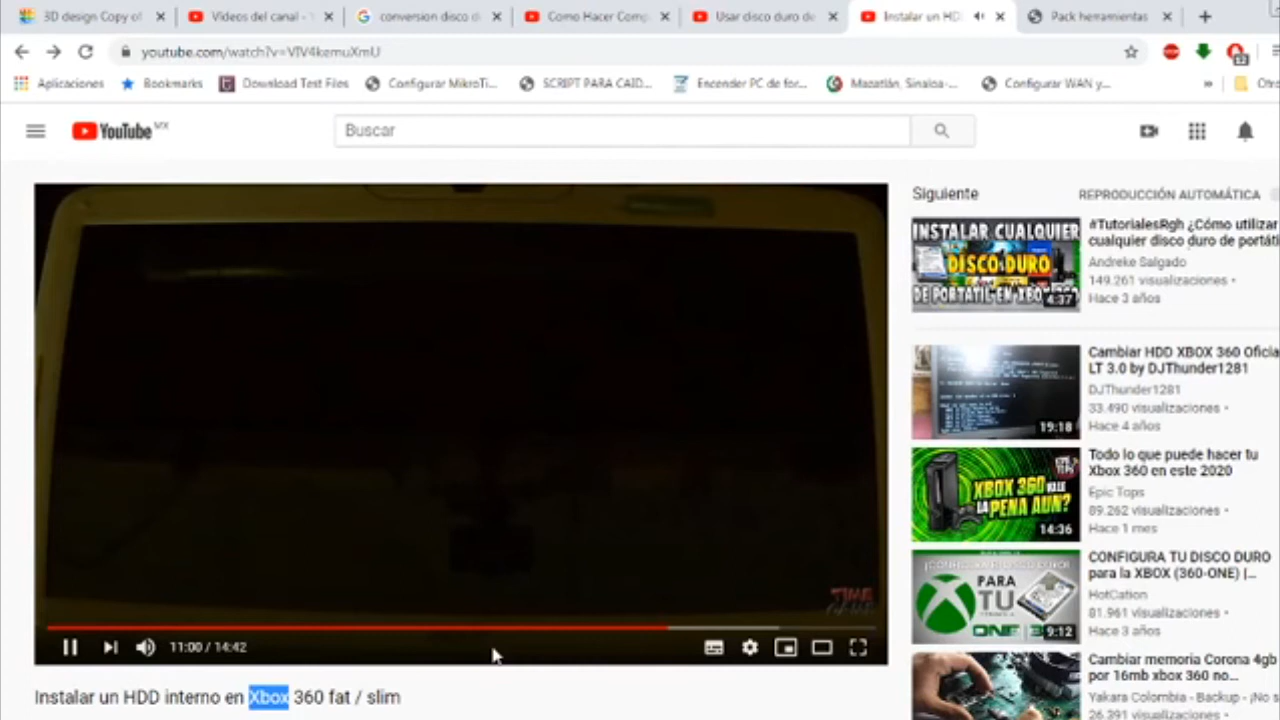 3D design Copy of
Videos del canal - Y
conversion disco d
Como Hacer Comp
Usar disco duro de
Instalar un HD
Pack herramientas
youtube.com/watch?v=VIV4kemuXmU
Aplicaciones
Bookmarks
Download Test Files
Configurar MikroTi...
SCRIPT PARA CAID...
Encender PC de for...
Mazatlán, Sinaloa-...
Configurar WAN y...
»
Otro
YouTube MX
Buscar
Siguiente
REPRODUCCIÓN AUTOMÁTICA
INSTALAR CUALQUIER
DISCO DURO
DE PORTATIL EN XBOX 360
4:37
#TutorialesRgh ¿Cómo utilizar
cualquier disco duro de portáti
Andreke Salgado
149.261 visualizaciones •
Hace 3 años
19:18
Cambiar HDD XBOX 360 Oficia
LT 3.0 by DJThunder1281
DJThunder1281
33.490 visualizaciones •
Hace 4 años
XBOX 360 VALE
LA PENA AUN?
14:36
Todo lo que puede hacer tu
Xbox 360 en este 2020
Epic Tops
89.262 visualizaciones •
Hace 1 mes
PARA
TU
ONE
9:12
CONFIGURA TU DISCO DURO
para la XBOX (360-ONE) |...
HotCation
81.961 visualizaciones •
Hace 3 años
Cambiar memoria Corona 4gb
por 16mb xbox 360 no...
Yakara Colombia - Backup - ¡No s
26.391 visualizaciones •
TIME
11:00 / 14:42
Instalar un HDD interno en Xbox 360 fat / slim